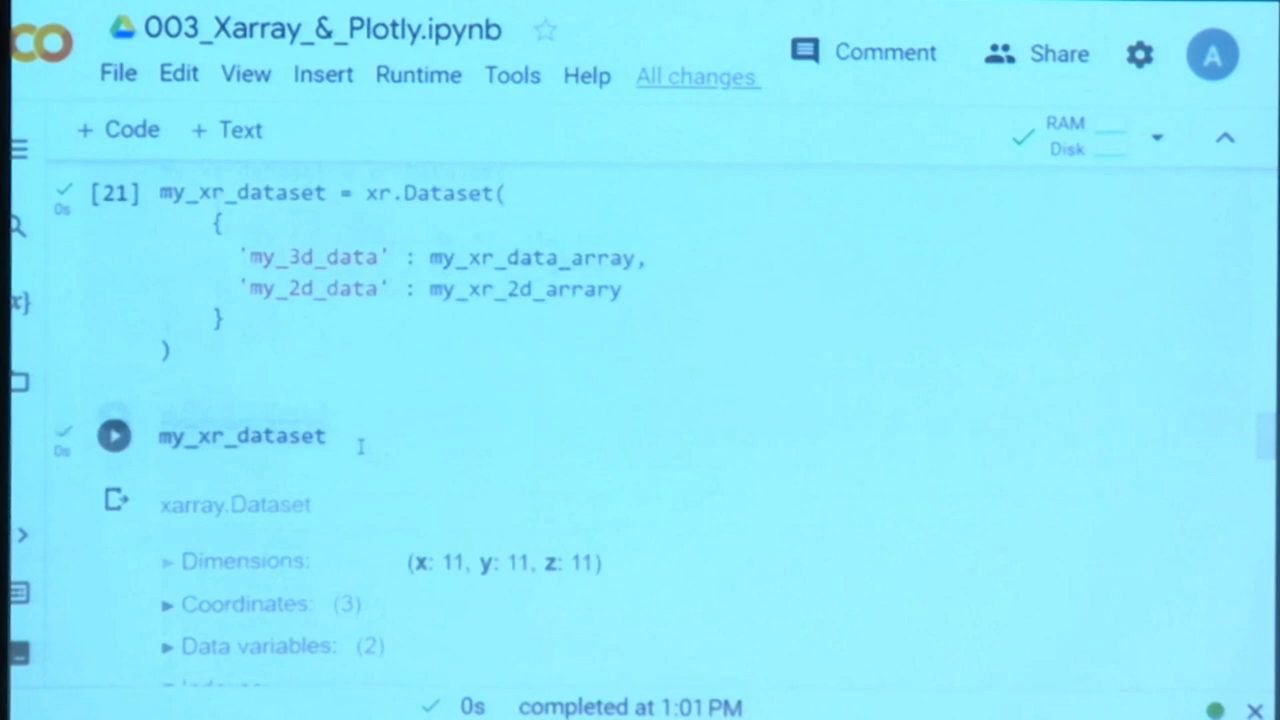 003_Xarray_&_Plotly.ipynb
Comment
Share
A
File Edit View Insert Runtime Tools Help All changes
+ Code + Text
RAM
Disk
[21] my_xr_dataset = xr.Dataset(
0s
{
'my_3d_data' : my_xr_data_array,
'my_2d_data' : my_xr_2d_arrary
}
)
my_xr_dataset
0s
xarray.Dataset
Dimensions: (x: 11, y: 11, z: 11)
Coordinates: (3)
Data variables: (2)
0s completed at 1:01 PM